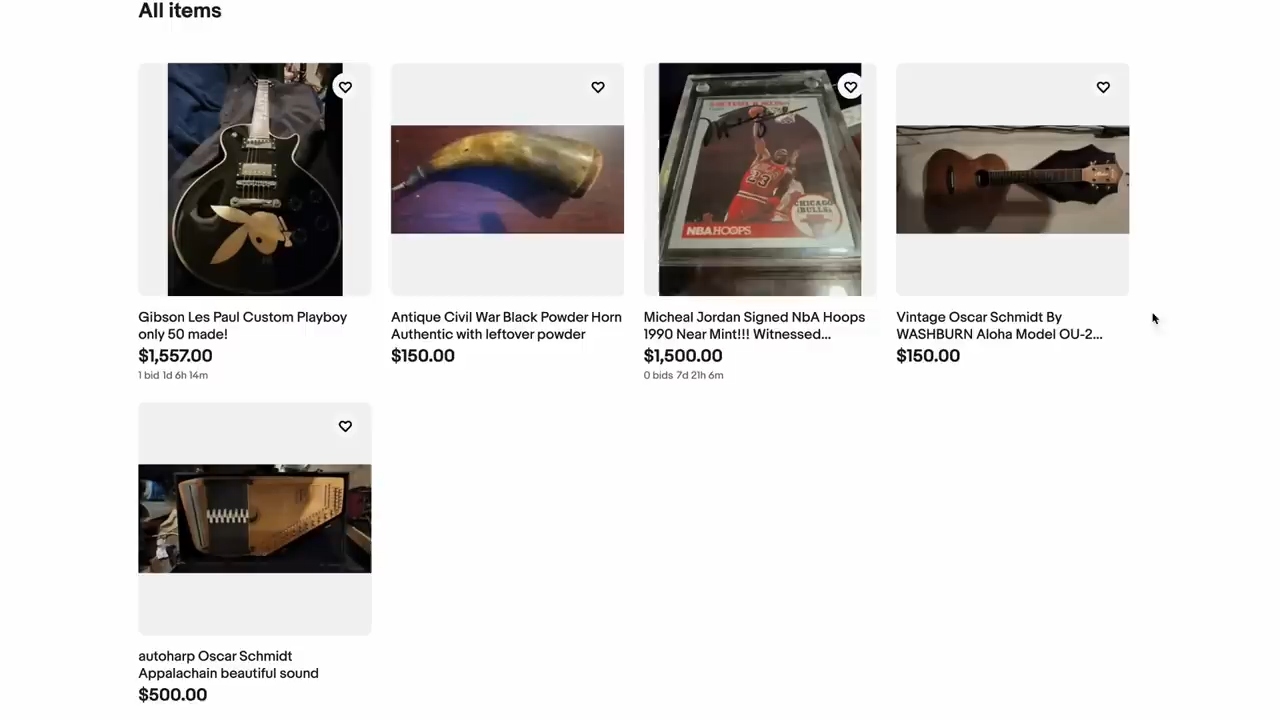 All items
Gibson Les Paul Custom Playboy
only 50 made!
$1,557.00
1 bid 1d 6h 14m
Antique Civil War Black Powder Horn
Authentic with leftover powder
$150.00
23
CHICAGO
BULLS
NBA HOOPS
Micheal Jordan Signed NbA Hoops
1990 Near Mint!!! Witnessed...
$1,500.00
0 bids 7d 21h 6m
Vintage Oscar Schmidt By
WASHBURN Aloha Model OU-2...
$150.00
autoharp Oscar Schmidt
Appalachain beautiful sound
$500.00